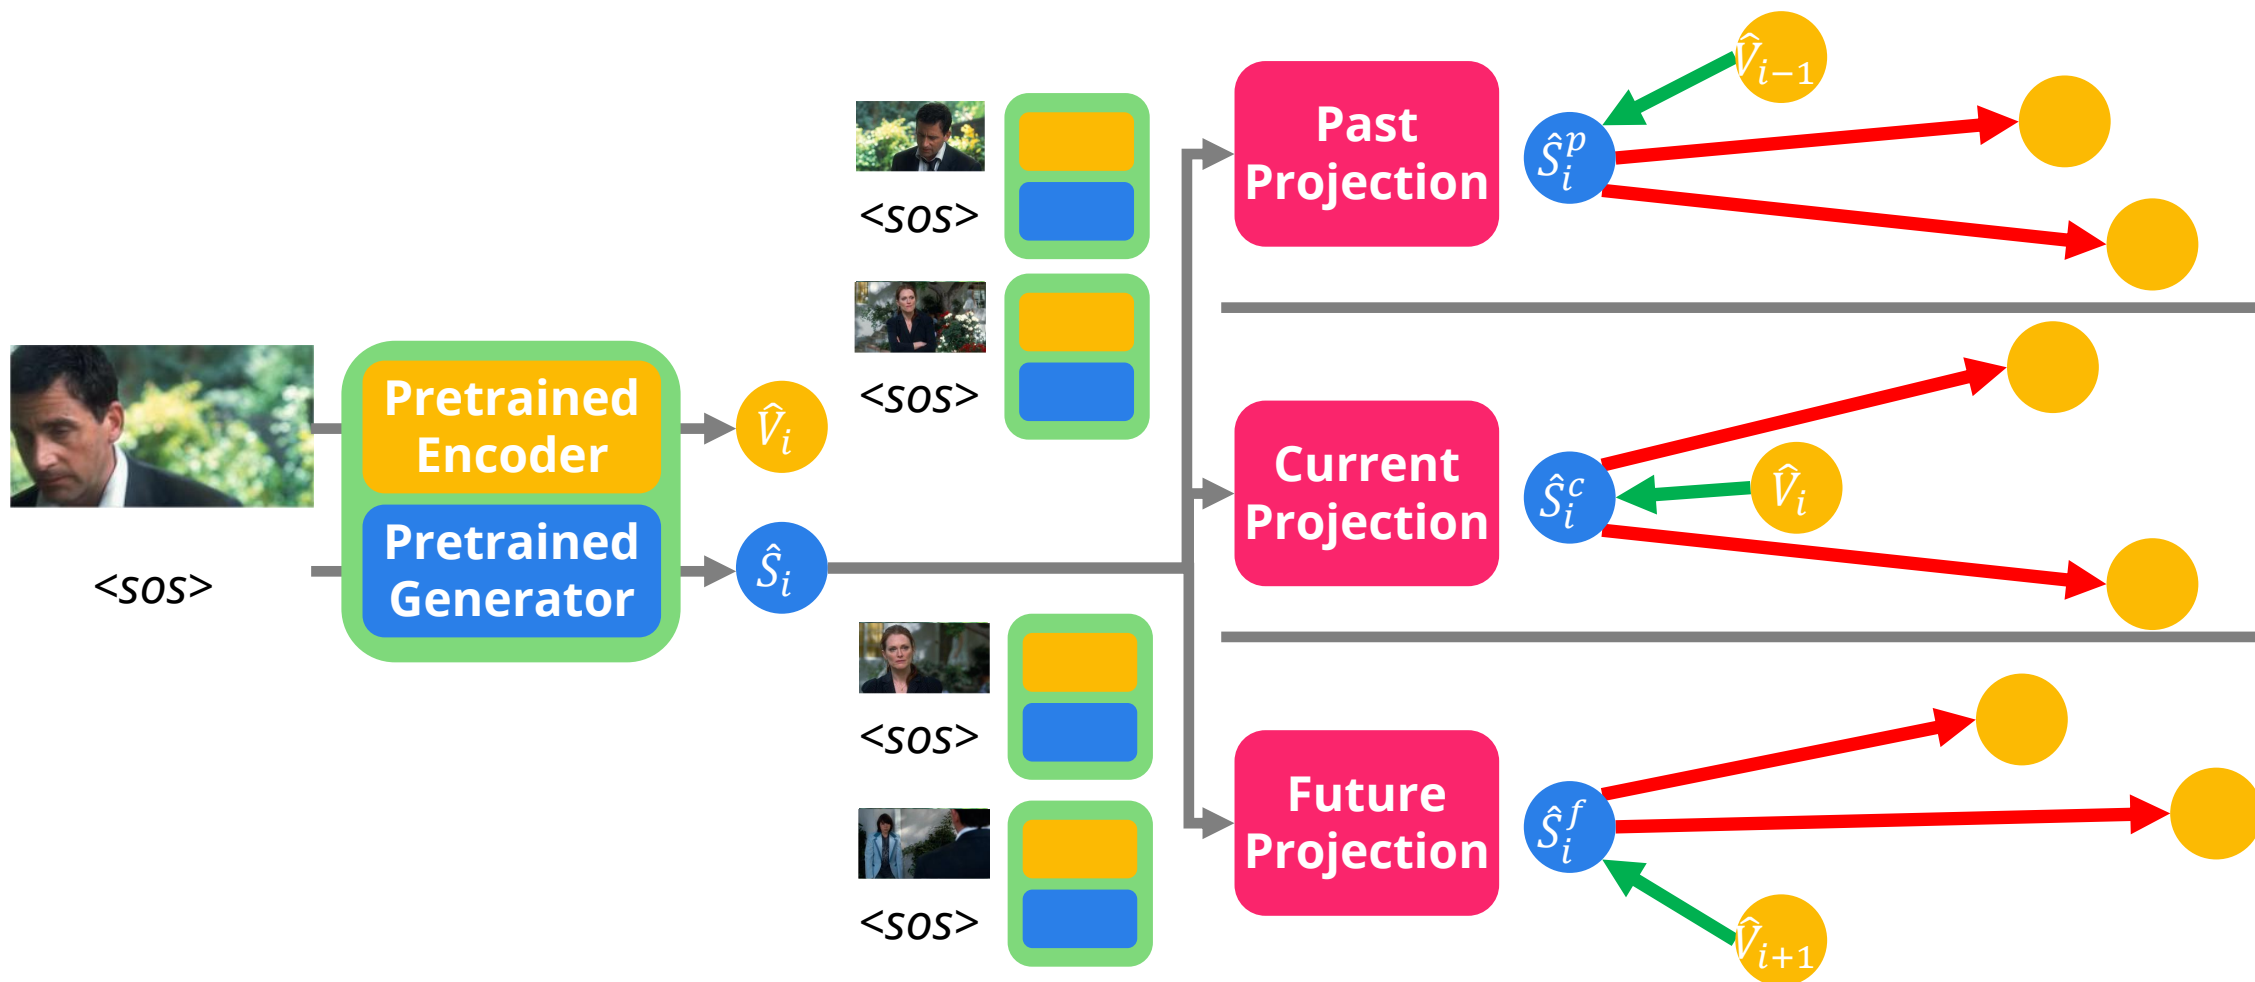 <sos>
Pretrained
Encoder
Pretrained
Generator
V̂ᵢ
Ŝᵢ
<sos>
<sos>
<sos>
<sos>
Past
Projection
Current
Projection
Future
Projection
V̂ᵢ₋₁
Ŝᵢᵖ
Ŝᵢᶜ
V̂ᵢ
Ŝᵢᶠ
V̂ᵢ₊₁